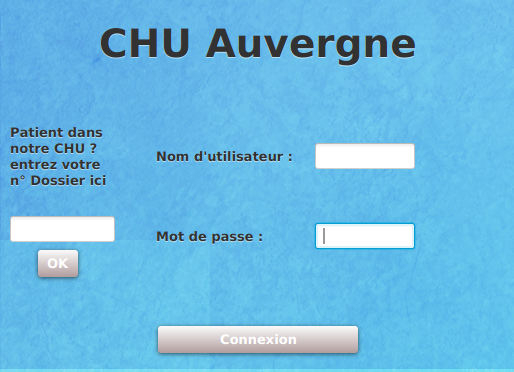 CHU Auvergne
Patient dans
notre CHU ?
entrez votre
n° Dossier ici
OK
Nom d'utilisateur :
Mot de passe :
Connexion